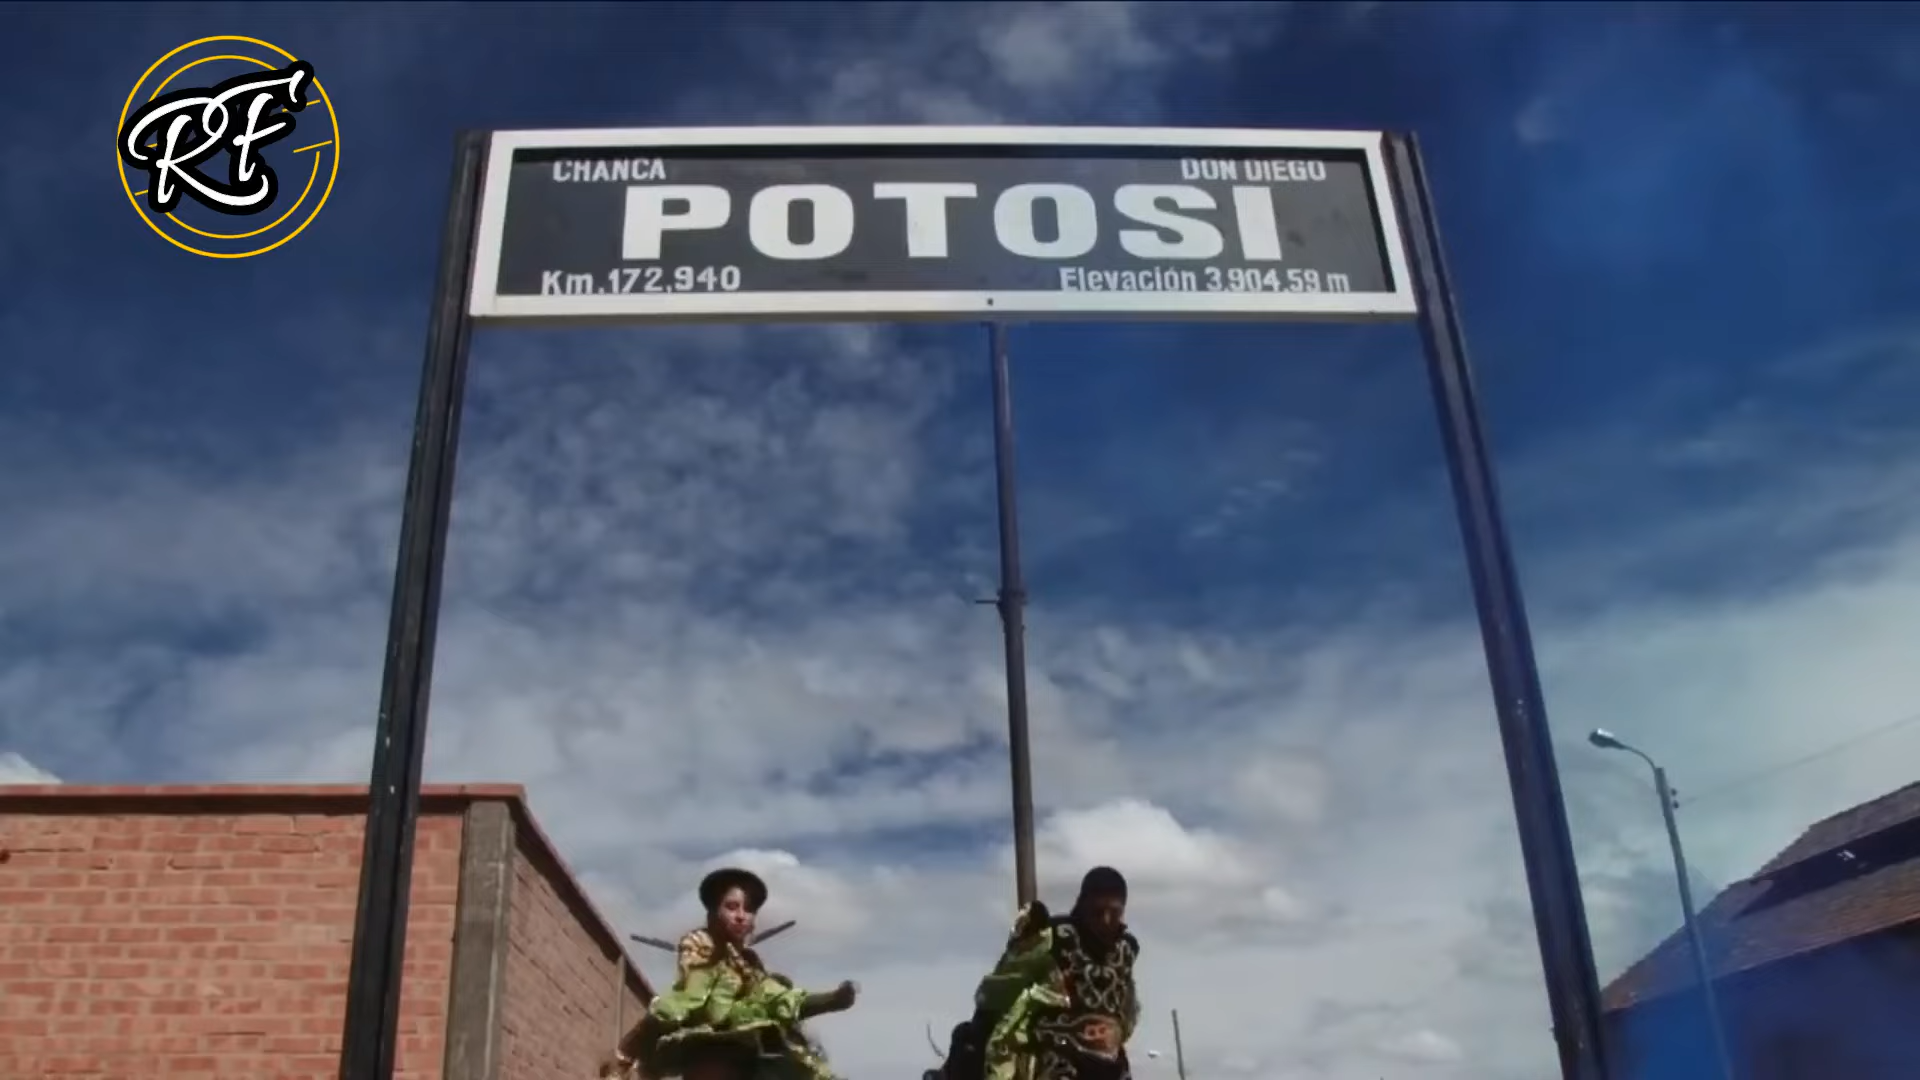 RF
CHANCA DON DIEGO
POTOSI
Km.172,940 Elevación 3.904,59 m